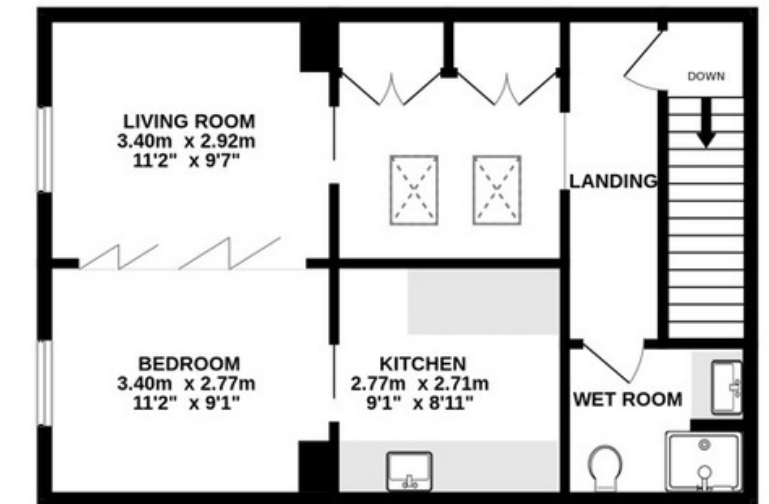 LIVING ROOM
3.40m x 2.92m
11'2" x 9'7"
DOWN
LANDING
BEDROOM
3.40m x 2.77m
11'2" x 9'1"
KITCHEN
2.77m x 2.71m
9'1" x 8'11"
WET ROOM